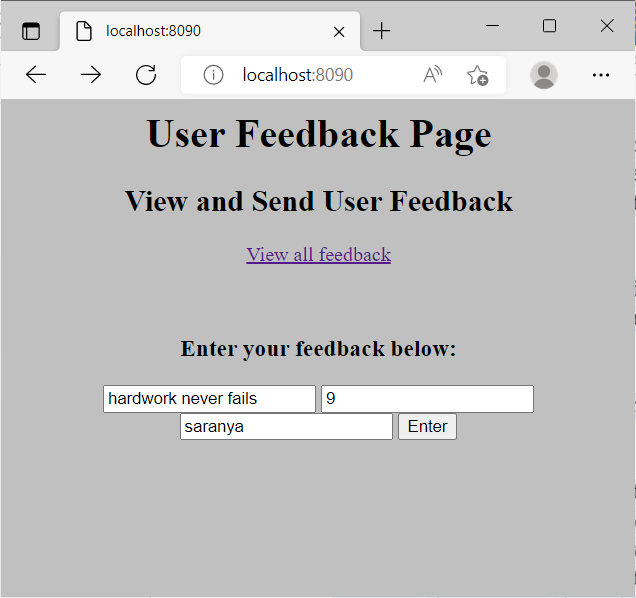 localhost:8090
localhost:8090
User Feedback Page
View and Send User Feedback
View all feedback
Enter your feedback below:
hardwork never fails 9
saranya Enter